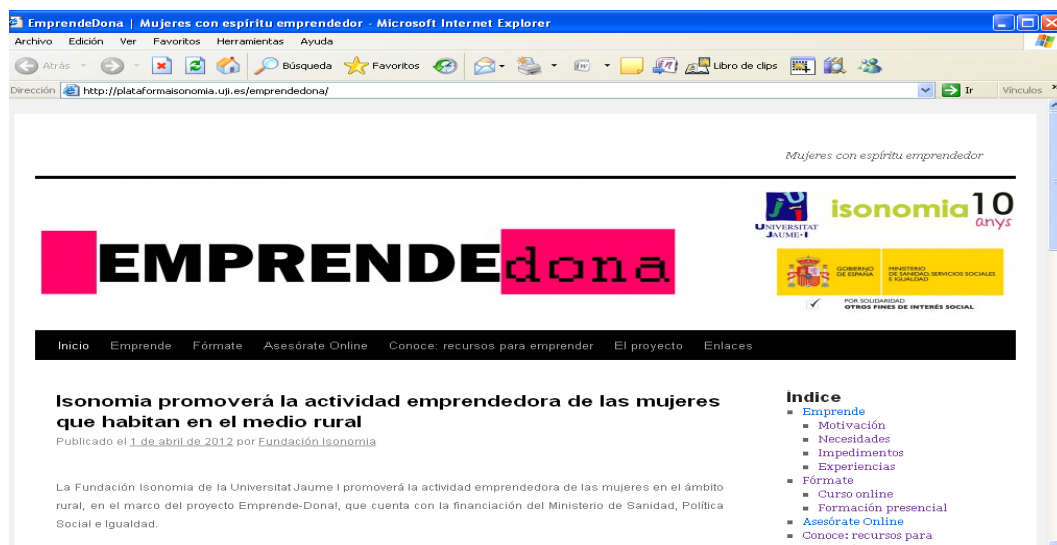 EmprendeDona | Mujeres con espíritu emprendedor - Microsoft Internet Explorer
Archivo Edición Ver Favoritos Herramientas Ayuda
Atrás Búsqueda Favoritos Libro de clips
Dirección http://plataformaisonomia.uji.es/emprendedona/ Ir Vínculos
Mujeres con espíritu emprendedor
EMPRENDEdona
UNIVERSITAT JAUME·I
isonomia 10 anys
GOBIERNO DE ESPAÑA
MINISTERIO DE SANIDAD, SERVICIOS SOCIALES E IGUALDAD
POR SOLIDARIDAD
OTROS FINES DE INTERÉS SOCIAL
Inicio Emprende Fórmate Asesórate Online Conoce: recursos para emprender El proyecto Enlaces
Isonomia promoverá la actividad emprendedora de las mujeres
que habitan en el medio rural
Publicado el 1 de abril de 2012 por Fundación Isonomia
La Fundación Isonomia de la Universitat Jaume I promoverá la actividad emprendedora de las mujeres en el ámbito
rural, en el marco del proyecto Emprende-Dona!, que cuenta con la financiación del Ministerio de Sanidad, Política
Social e Igualdad.
Índice
Emprende
Motivación
Necesidades
Impedimentos
Experiencias
Fórmate
Curso online
Formación presencial
Asesórate Online
Conoce: recursos para